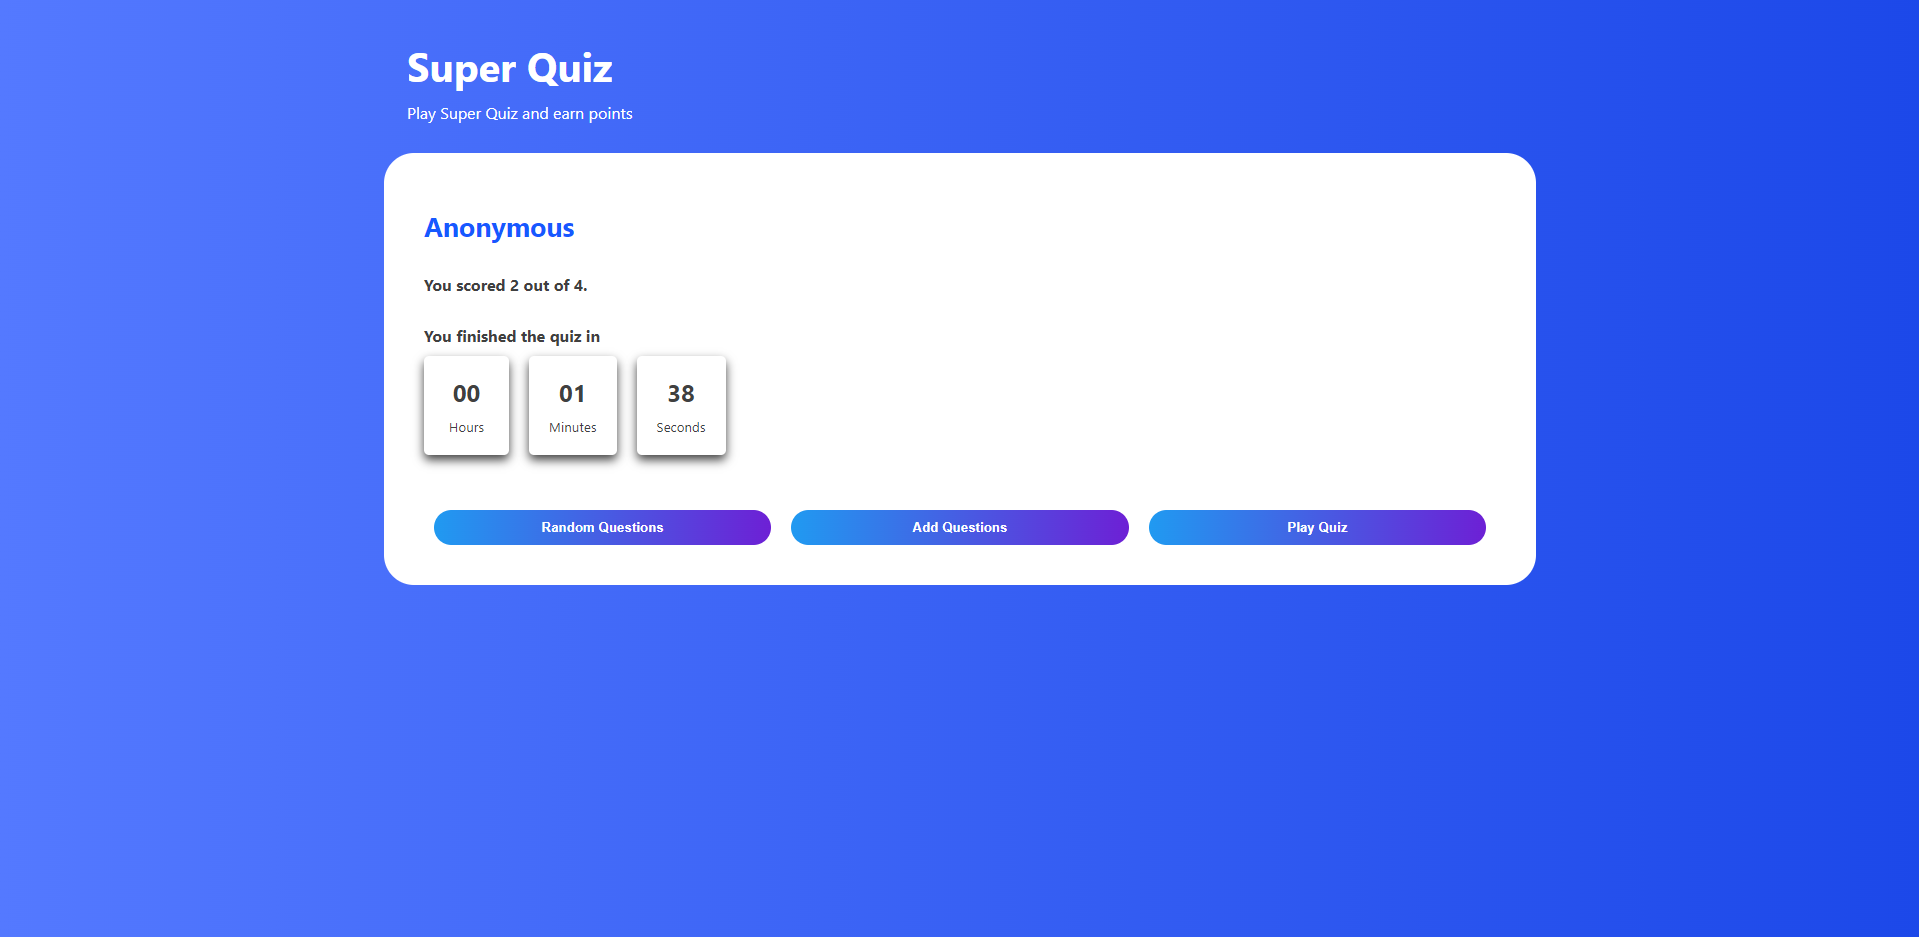 Super Quiz
Play Super Quiz and earn points
Anonymous
You scored 2 out of 4.
You finished the quiz in
00 01 38
Hours Minutes Seconds
Random Questions Add Questions Play Quiz